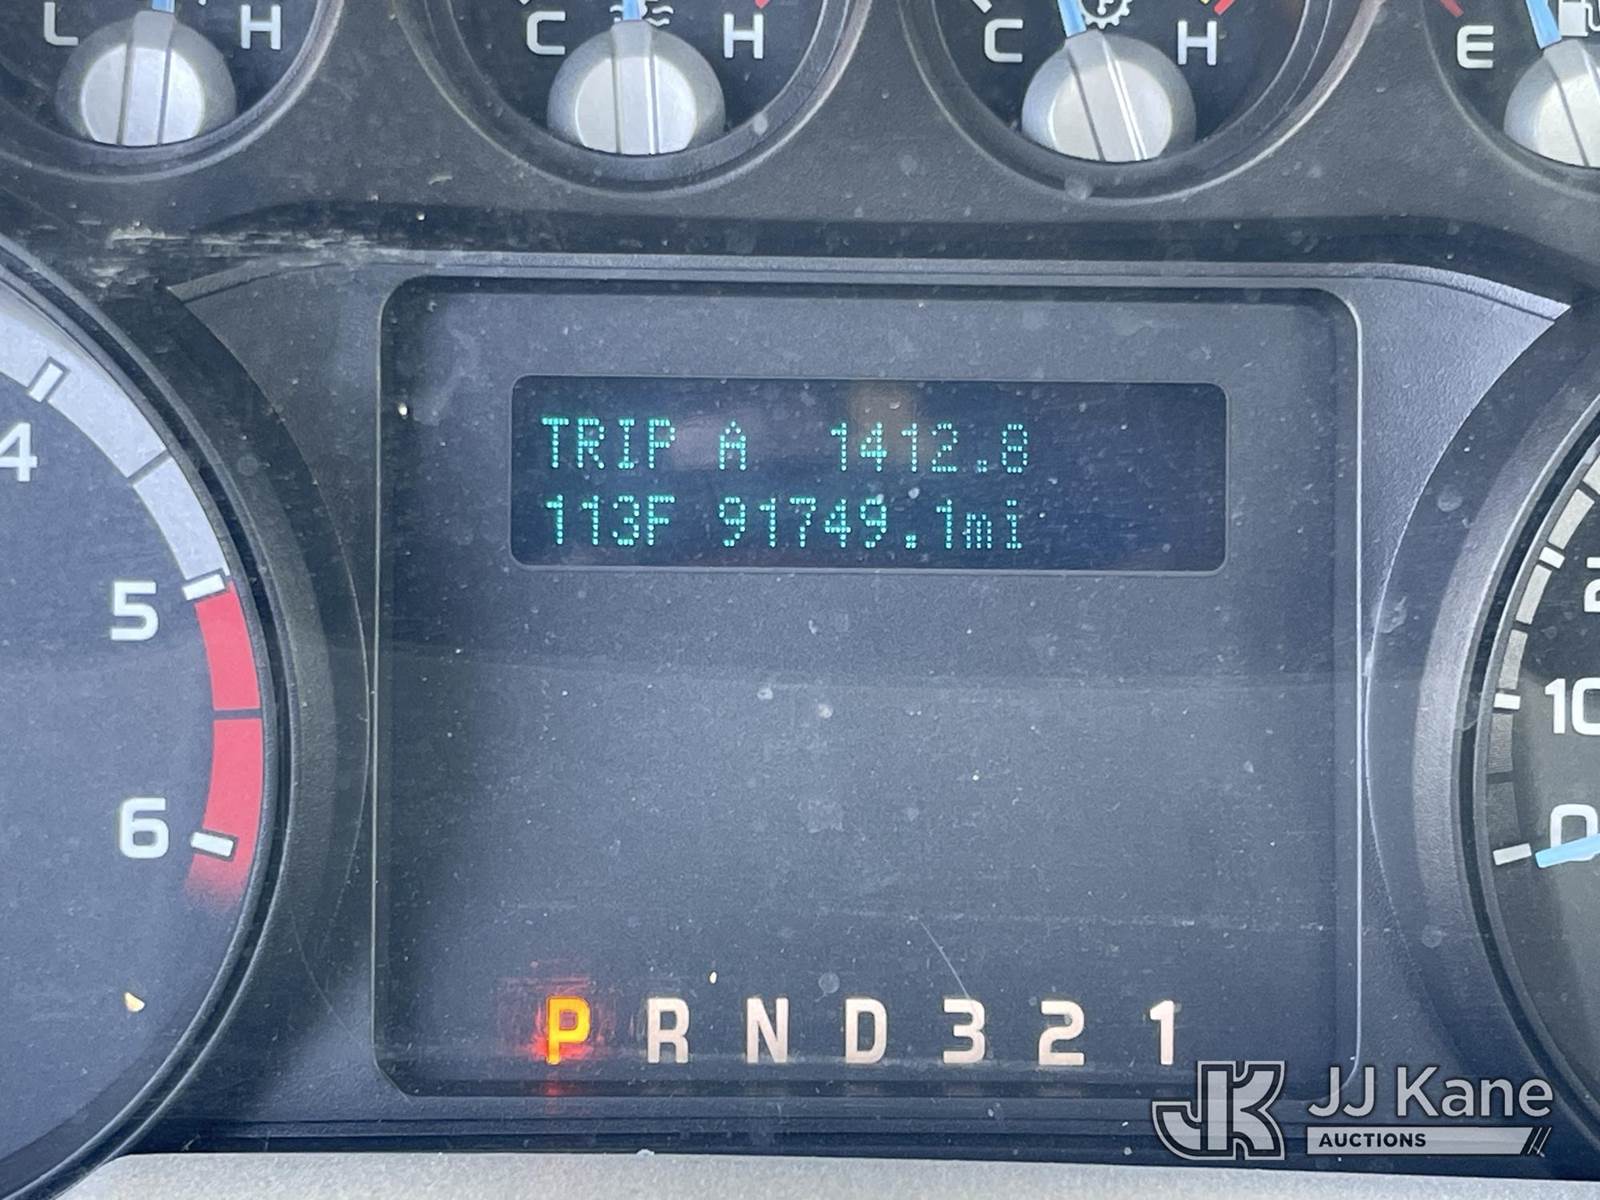 L H C H C H E
TRIP A 1412.8
113F 91749.1mi
4
5
6
10
0
P R N D 3 2 1
JJ Kane
AUCTIONS